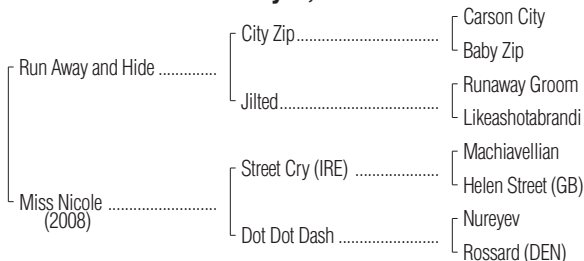 Carson City
City Zip
Baby Zip
Run Away and Hide
Runaway Groom
Jilted
Likeashotabrandi
Machiavellian
Street Cry (IRE)
Helen Street (GB)
Miss Nicole
(2008)
Nureyev
Dot Dot Dash
Rossard (DEN)